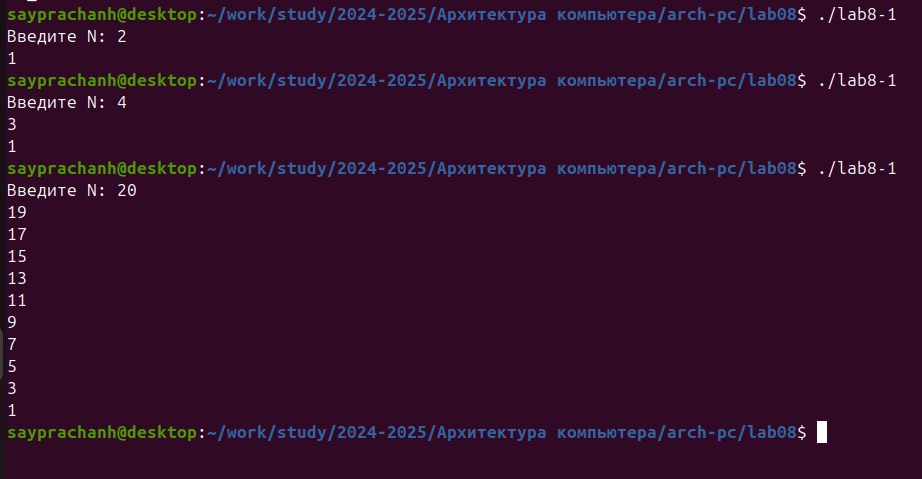 sayprachanh@desktop:~/work/study/2024-2025/Архитектура компьютера/arch-pc/lab08$ ./lab8-1
Введите N: 2
1
sayprachanh@desktop:~/work/study/2024-2025/Архитектура компьютера/arch-pc/lab08$ ./lab8-1
Введите N: 4
3
1
sayprachanh@desktop:~/work/study/2024-2025/Архитектура компьютера/arch-pc/lab08$ ./lab8-1
Введите N: 20
19
17
15
13
11
9
7
5
3
1
sayprachanh@desktop:~/work/study/2024-2025/Архитектура компьютера/arch-pc/lab08$